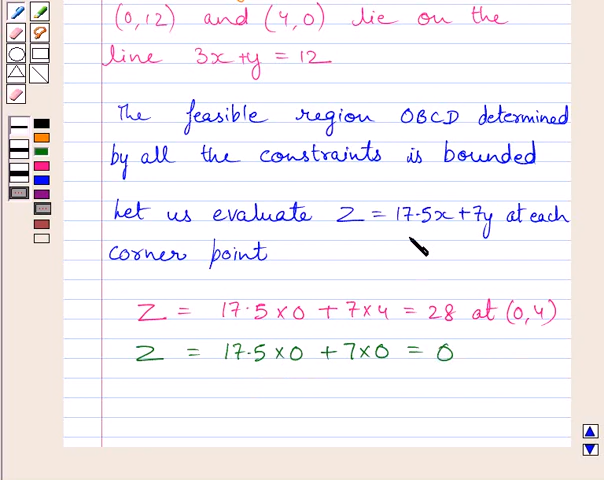 (0,12) and (4,0) lie on the
line 3x+y = 12
The feasible region OBCD determined
by all the constraints is bounded
Let us evaluate Z = 17.5x+7y at each
corner point
Z = 17.5×0 + 7×4 = 28 at (0,4)
Z = 17.5×0 + 7×0 = 0